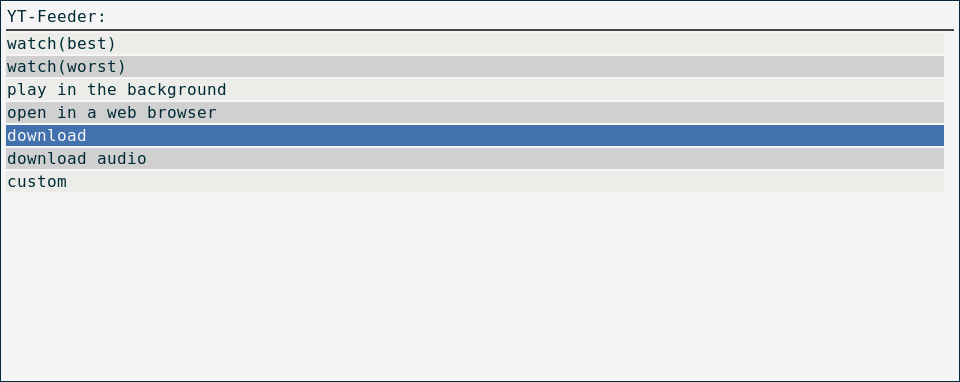 YT-Feeder:
watch(best)
watch(worst)
play in the background
open in a web browser
download
download audio
custom